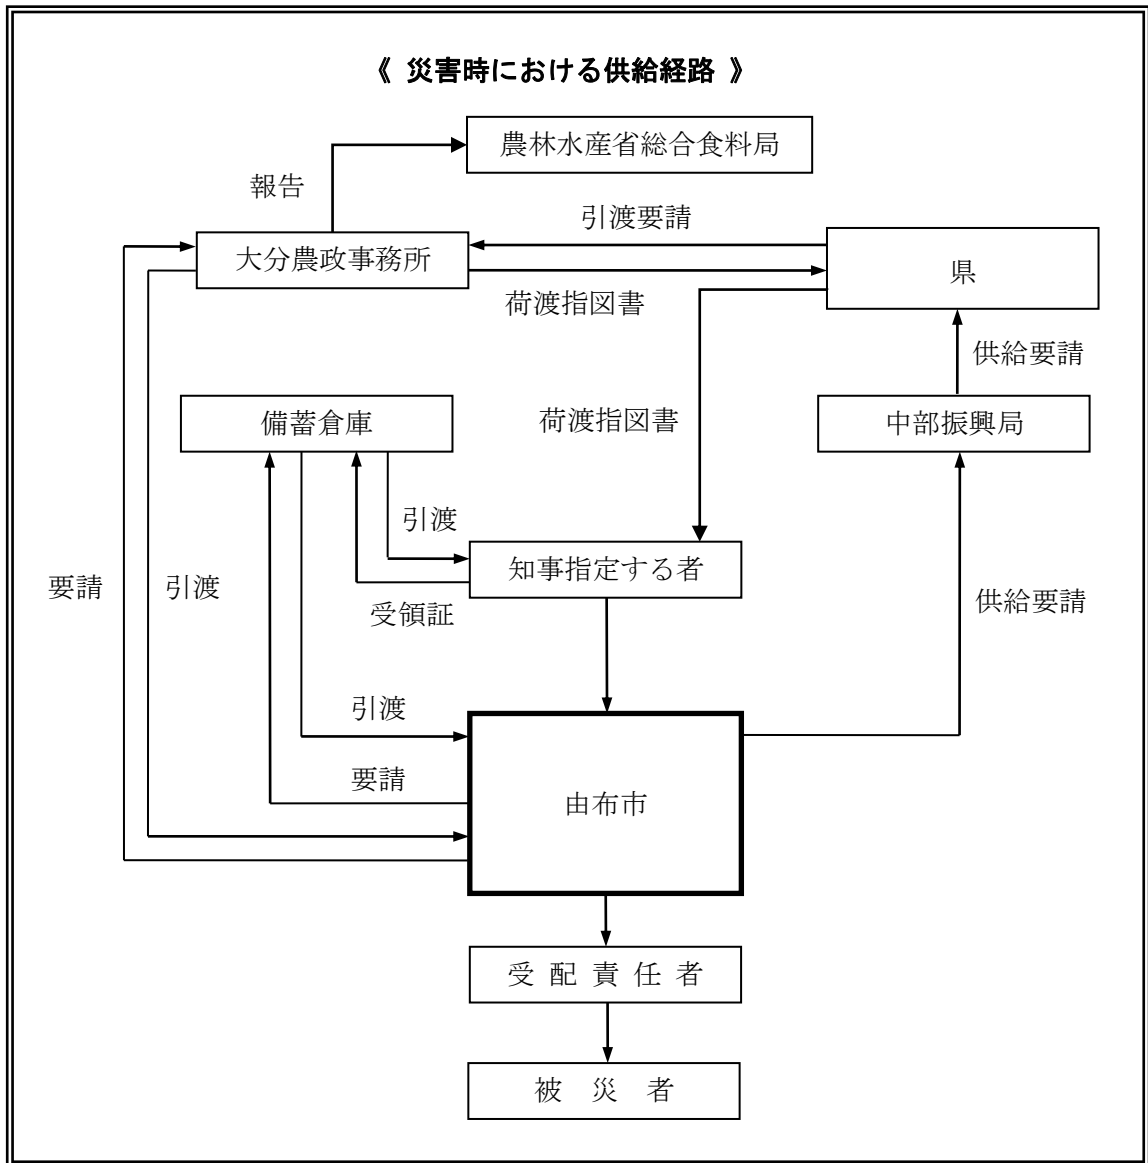 《 災害時における供給経路 》
農林水産省総合食料局
報告
引渡要請
大分農政事務所
県
荷渡指図書
供給要請
備蓄倉庫
荷渡指図書
中部振興局
引渡
知事指定する者
要請
引渡
供給要請
受領証
引渡
要請
由布市
受 配 責 任 者
被 災 者